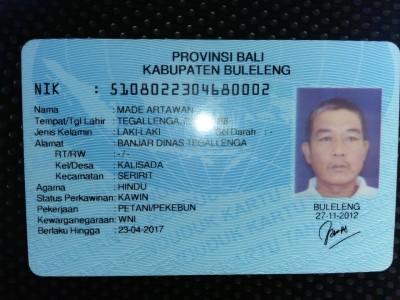 PROVINSI BALI
KABUPATEN BULELENG
NIK : 5108022304680002
Nama : MADE ARTAWAN
Tempat/Tgl Lahir : TEGALLENGA,
Jenis Kelamin : LAKI-LAKI Gol Darah : -
Alamat : BANJAR DINAS TEGALLENGA
RT/RW : -/-
Kel/Desa : KALISADA
Kecamatan : SERIRIT
Agama : HINDU
Status Perkawinan: KAWIN
Pekerjaan : PETANI/PEKEBUN
Kewarganegaraan: WNI
Berlaku Hingga : 23-04-2017
BULELENG
27-11-2012